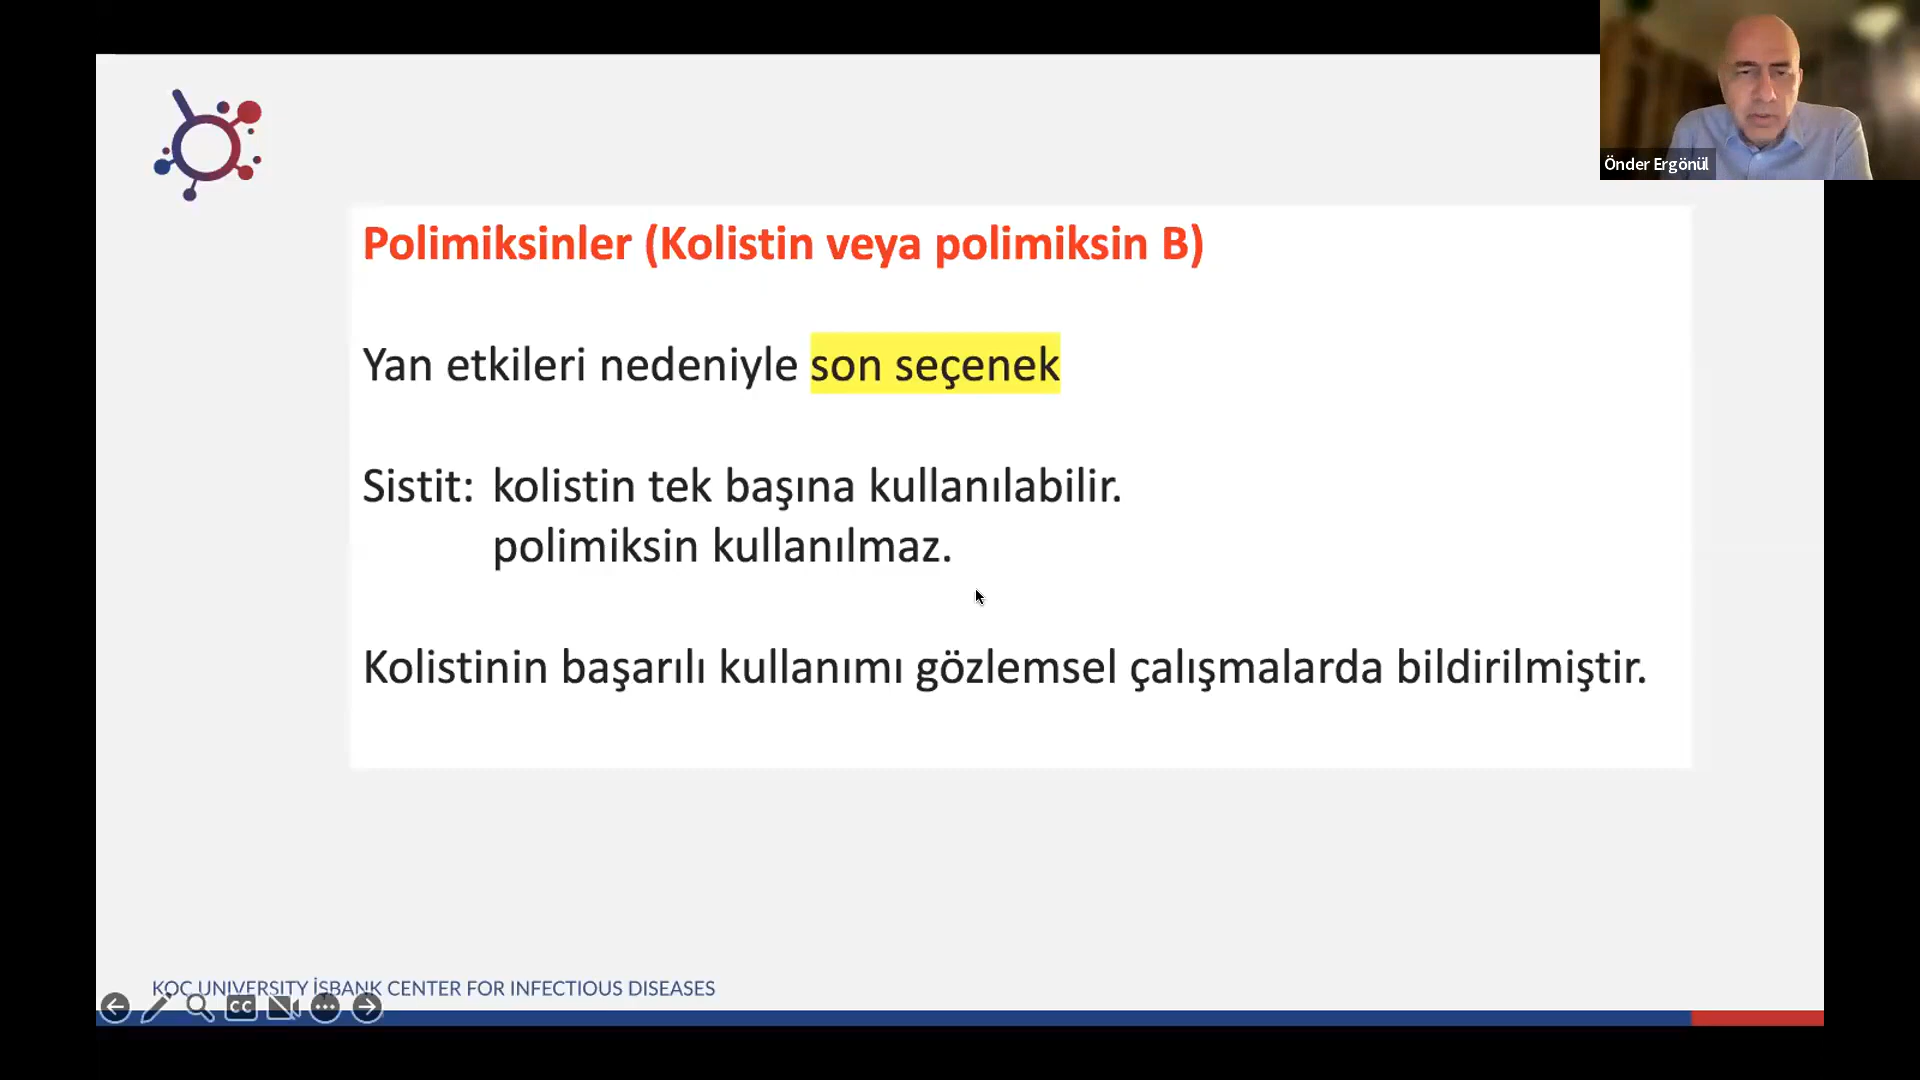 Önder Ergönül
Polimiksinler (Kolistin veya polimiksin B)
Yan etkileri nedeniyle son seçenek
Sistit: kolistin tek başına kullanılabilir.
polimiksin kullanılmaz.
Kolistinin başarılı kullanımı gözlemsel çalışmalarda bildirilmiştir.
KOÇ UNIVERSITY İŞBANK CENTER FOR INFECTIOUS DISEASES
CC